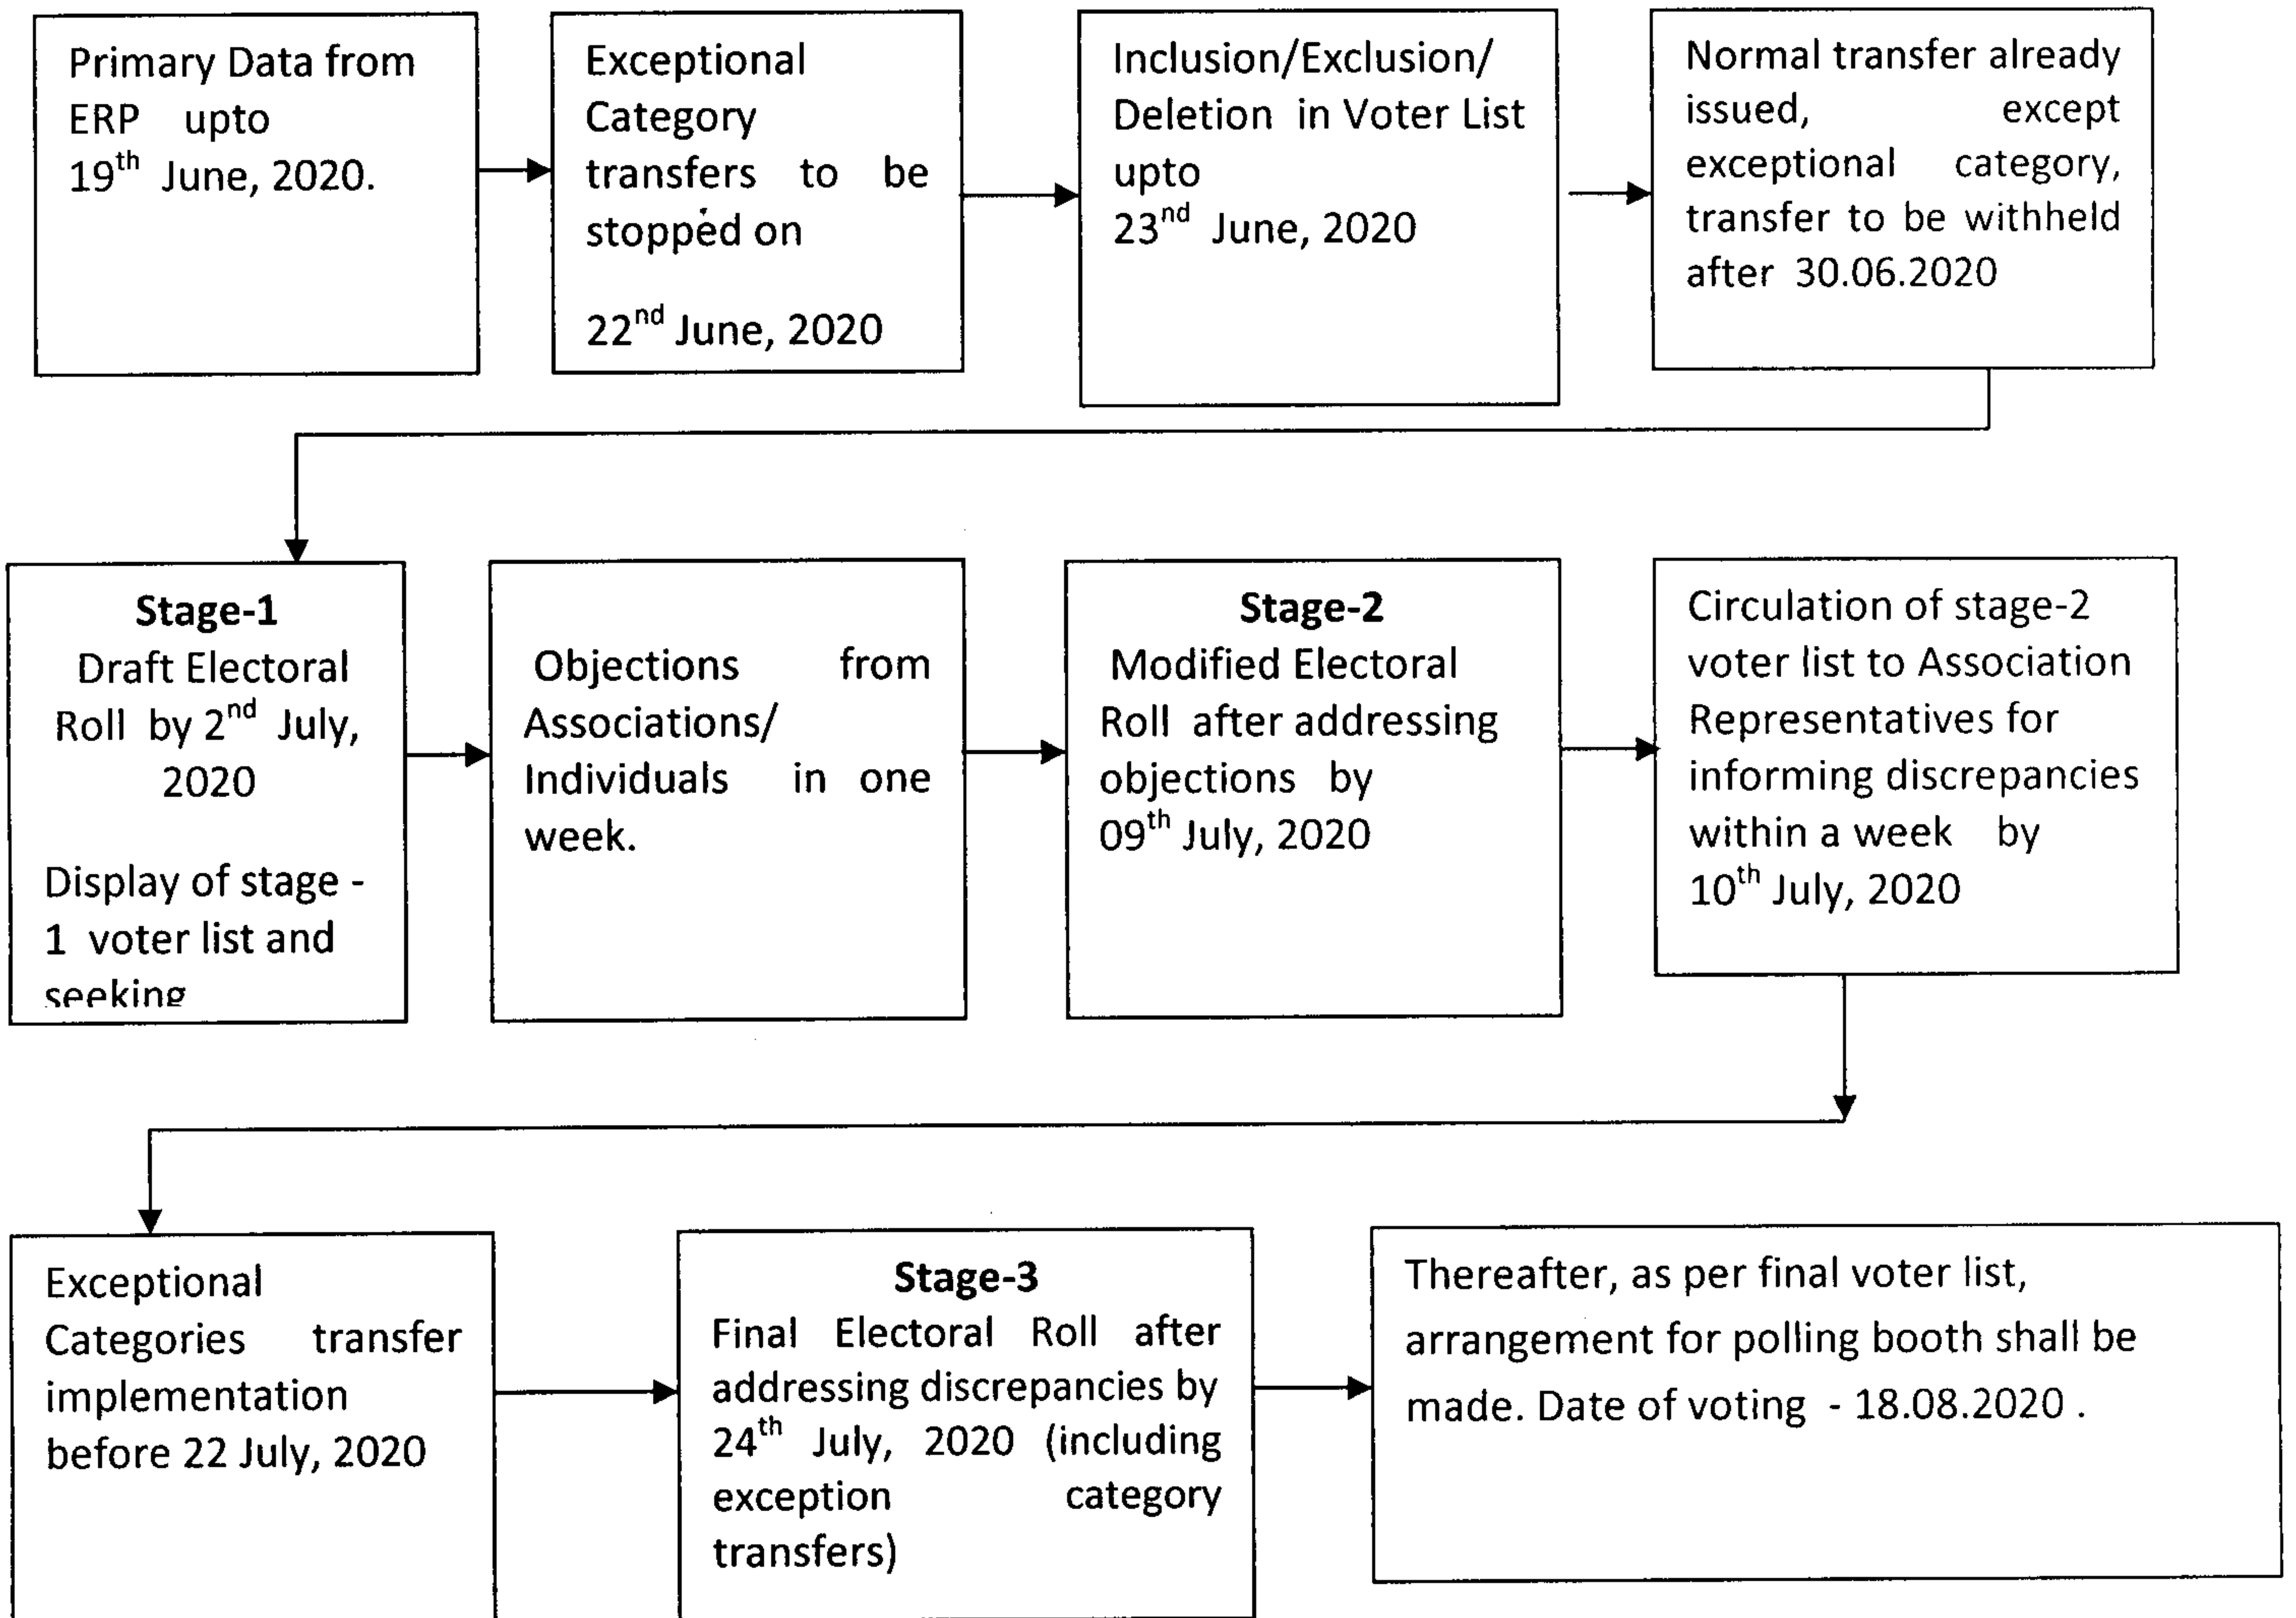 Primary Data from
ERP upto
19th June, 2020.
Exceptional
Category
transfers to be
stopped on
22nd June, 2020
Inclusion/Exclusion/
Deletion in Voter List
upto
23nd June, 2020
Normal transfer already
issued, except
exceptional category,
transfer to be withheld
after 30.06.2020
Stage-1
Draft Electoral
Roll by 2nd July,
2020
Display of stage -
1 voter list and
seeking
Objections from
Associations/
Individuals in one
week.
Stage-2
Modified Electoral
Roll after addressing
objections by
09th July, 2020
Circulation of stage-2
voter list to Association
Representatives for
informing discrepancies
within a week by
10th July, 2020
Exceptional
Categories transfer
implementation
before 22 July, 2020
Stage-3
Final Electoral Roll after
addressing discrepancies by
24th July, 2020 (including
exception category
transfers)
Thereafter, as per final voter list,
arrangement for polling booth shall be
made. Date of voting - 18.08.2020 .